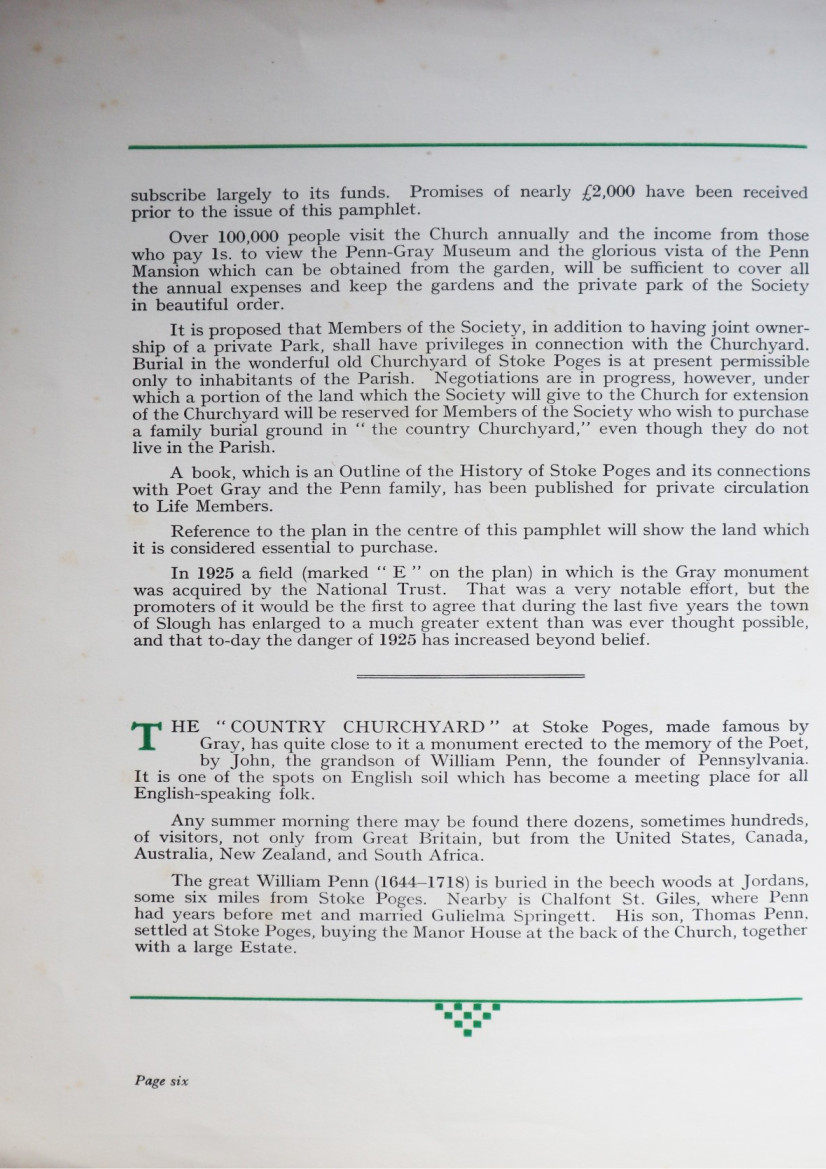 subscribe largely to its funds. Promises of nearly £2,000 have been received
prior to the issue of this pamphlet.
Over 100,000 people visit the Church annually and the income from those
who pay 1s. to view the Penn-Gray Museum and the glorious vista of the Penn
Mansion which can be obtained from the garden, will be sufficient to cover all
the annual expenses and keep the gardens and the private park of the Society
in beautiful order.
It is proposed that Members of the Society, in addition to having joint owner-
ship of a private Park, shall have privileges in connection with the Churchyard.
Burial in the wonderful old Churchyard of Stoke Poges is at present permissible
only to inhabitants of the Parish. Negotiations are in progress, however, under
which a portion of the land which the Society will give to the Church for extension
of the Churchyard will be reserved for Members of the Society who wish to purchase
a family burial ground in “ the country Churchyard,” even though they do not
live in the Parish.
A book, which is an Outline of the History of Stoke Poges and its connections
with Poet Gray and the Penn family, has been published for private circulation
to Life Members.
Reference to the plan in the centre of this pamphlet will show the land which
it is considered essential to purchase.
In 1925 a field (marked “ E ” on the plan) in which is the Gray monument
was acquired by the National Trust. That was a very notable effort, but the
promoters of it would be the first to agree that during the last five years the town
of Slough has enlarged to a much greater extent than was ever thought possible,
and that to-day the danger of 1925 has increased beyond belief.
THE “COUNTRY CHURCHYARD” at Stoke Poges, made famous by
Gray, has quite close to it a monument erected to the memory of the Poet,
by John, the grandson of William Penn, the founder of Pennsylvania.
It is one of the spots on English soil which has become a meeting place for all
English-speaking folk.
Any summer morning there may be found there dozens, sometimes hundreds,
of visitors, not only from Great Britain, but from the United States, Canada,
Australia, New Zealand, and South Africa.
The great William Penn (1644–1718) is buried in the beech woods at Jordans,
some six miles from Stoke Poges. Nearby is Chalfont St. Giles, where Penn
had years before met and married Gulielma Springett. His son, Thomas Penn,
settled at Stoke Poges, buying the Manor House at the back of the Church, together
with a large Estate.
Page six